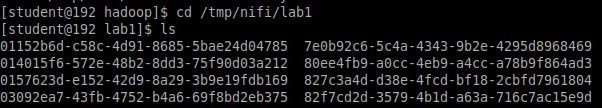 [student@192 hadoop]$ cd /tmp/nifi/lab1
[student@192 lab1]$ ls
01152b6d-c58c-4d91-8685-5bae24d04785 7e0b92c6-5c4a-4343-9b2e-4295d8968469
014015f6-572e-48b2-8dd3-75f90d03a212 80ee4fb9-a0cc-4eb9-a4cc-a78b9f864ad3
0157623d-e152-42d9-8a29-3b9e19fdb169 827c3a4d-d38e-4fcd-bf18-2cbfd7961804
03092ea7-43fb-4752-b4a6-69f8bd2eb375 82f7cd2d-3579-4b1d-a63a-716c7ac15e9d